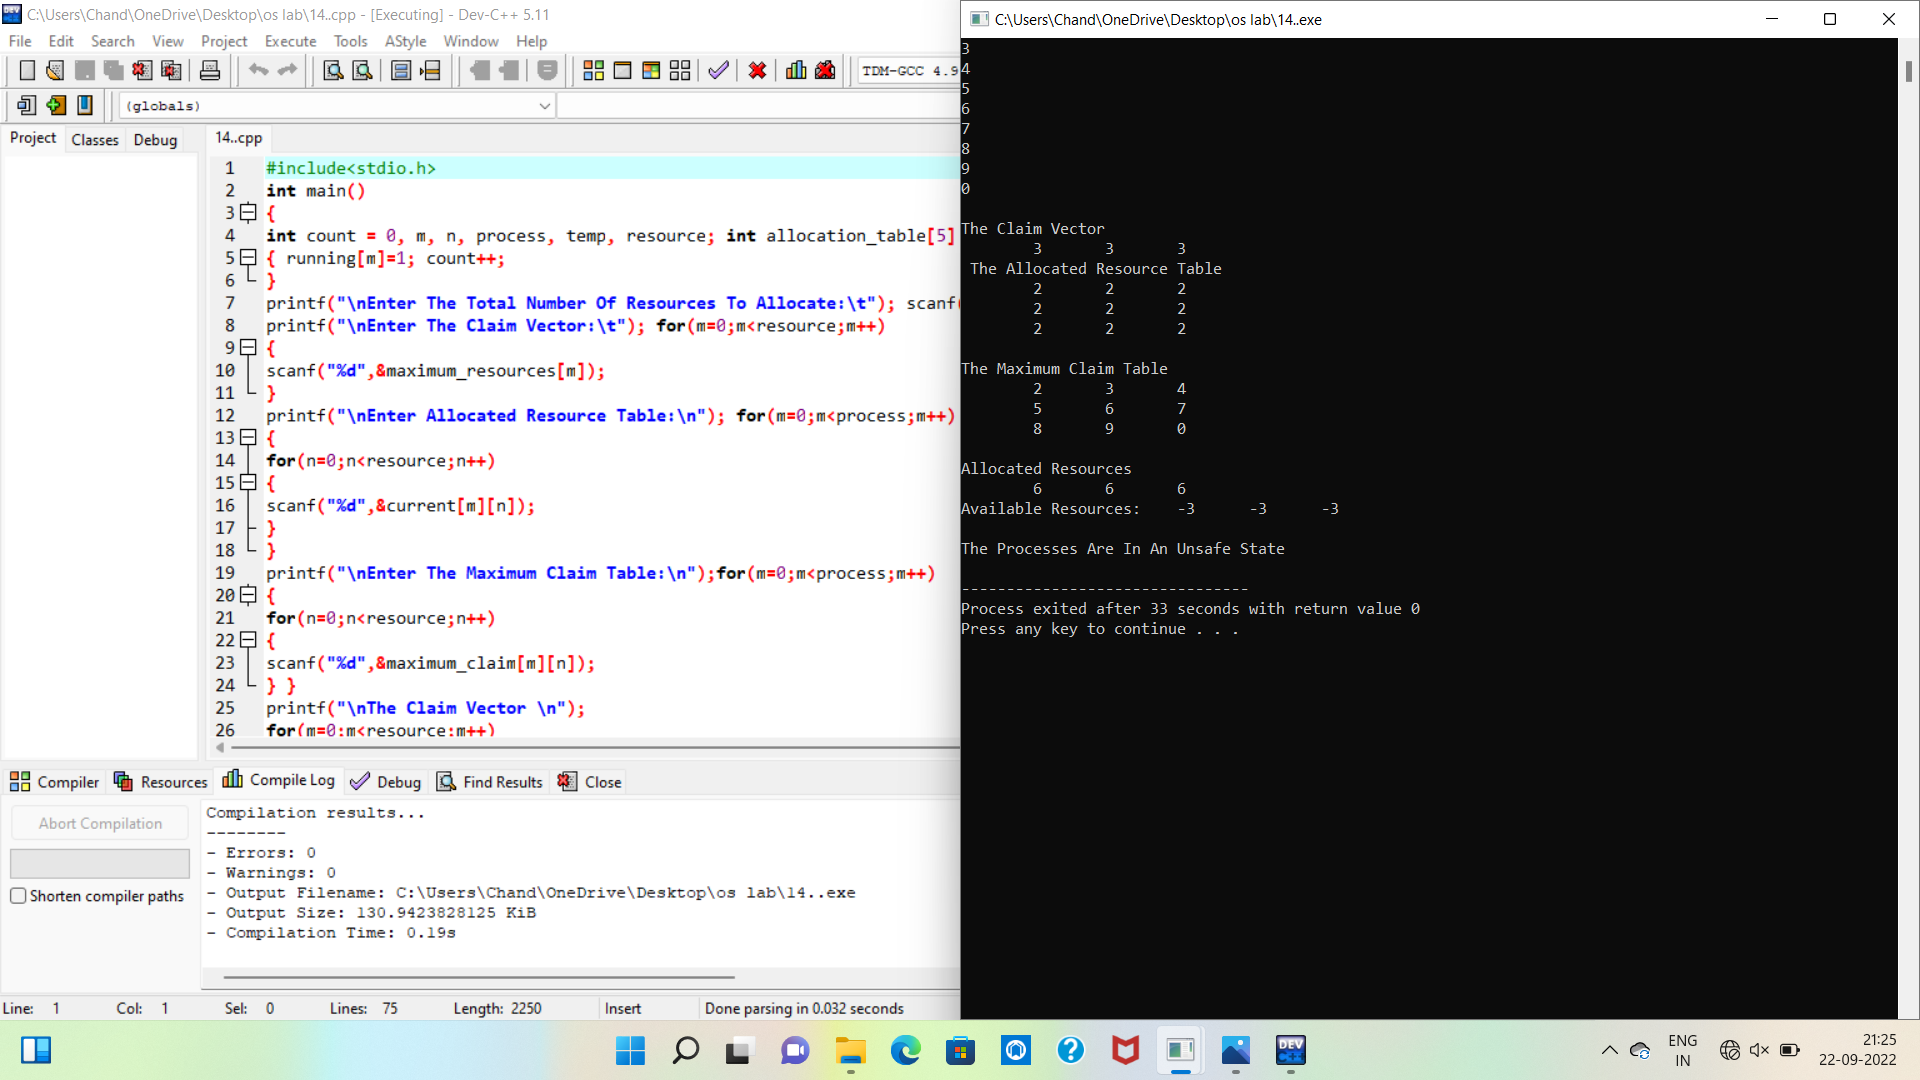 C:\Users\Chand\OneDrive\Desktop\os lab\14..cpp - [Executing] - Dev-C++ 5.11
File Edit Search View Project Execute Tools AStyle Window Help
TDM-GCC 4.9
(globals)
Project Classes Debug
14..cpp
1 #include<stdio.h>
2 int main()
3 {
4 int count = 0, m, n, process, temp, resource; int allocation_table[5]
5 { running[m]=1; count++;
6 }
7 printf("\nEnter The Total Number Of Resources To Allocate:\t"); scanf(
8 printf("\nEnter The Claim Vector:\t"); for(m=0;m<resource;m++)
9 {
10 scanf("%d",&maximum_resources[m]);
11 }
12 printf("\nEnter Allocated Resource Table:\n"); for(m=0;m<process;m++)
13 {
14 for(n=0;n<resource;n++)
15 {
16 scanf("%d",&current[m][n]);
17 }
18 }
19 printf("\nEnter The Maximum Claim Table:\n");for(m=0;m<process;m++)
20 {
21 for(n=0;n<resource;n++)
22 {
23 scanf("%d",&maximum_claim[m][n]);
24 } }
25 printf("\nThe Claim Vector \n");
26 for(m=0;m<resource;m++)
Compiler Resources Compile Log Debug Find Results Close
Abort Compilation
Shorten compiler paths
Compilation results...
--------
- Errors: 0
- Warnings: 0
- Output Filename: C:\Users\Chand\OneDrive\Desktop\os lab\14..exe
- Output Size: 130.9423828125 KiB
- Compilation Time: 0.19s
Line: 1 Col: 1 Sel: 0 Lines: 75 Length: 2250 Insert Done parsing in 0.032 seconds
C:\Users\Chand\OneDrive\Desktop\os lab\14..exe
3
4
5
6
7
8
9
0
The Claim Vector
3 3 3
The Allocated Resource Table
2 2 2
2 2 2
2 2 2
The Maximum Claim Table
2 3 4
5 6 7
8 9 0
Allocated Resources
6 6 6
Available Resources: -3 -3 -3
The Processes Are In An Unsafe State
--------------------------------
Process exited after 33 seconds with return value 0
Press any key to continue . . .
DEV C++
ENG
IN
21:25
22-09-2022